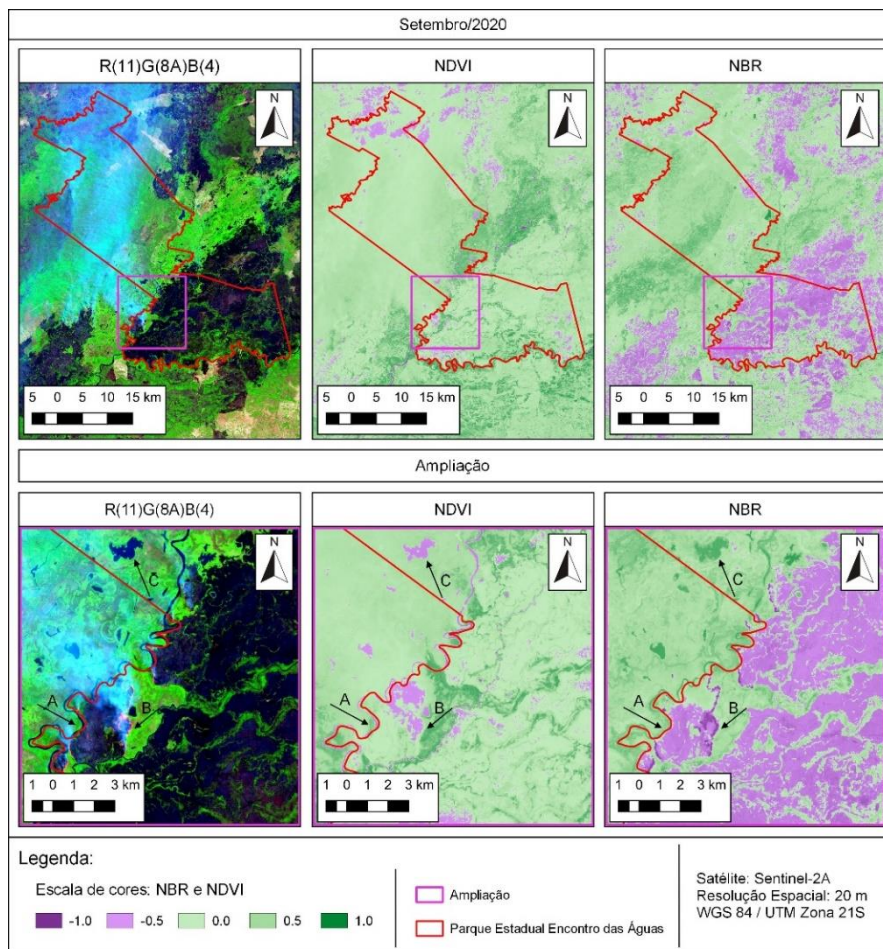 Setembro/2020
R(11)G(8A)B(4)
NDVI
NBR
N
N
N
5 0 5 10 15 km
5 0 5 10 15 km
5 0 5 10 15 km
Ampliação
R(11)G(8A)B(4)
NDVI
NBR
N
N
N
C
C
C
A
B
A
B
A
B
1 0 1 2 3 km
1 0 1 2 3 km
1 0 1 2 3 km
Legenda:
Escala de cores: NBR e NDVI
-1.0 -0.5 0.0 0.5 1.0
Ampliação
Parque Estadual Encontro das Águas
Satélite: Sentinel-2A
Resolução Espacial: 20 m
WGS 84 / UTM Zona 21S